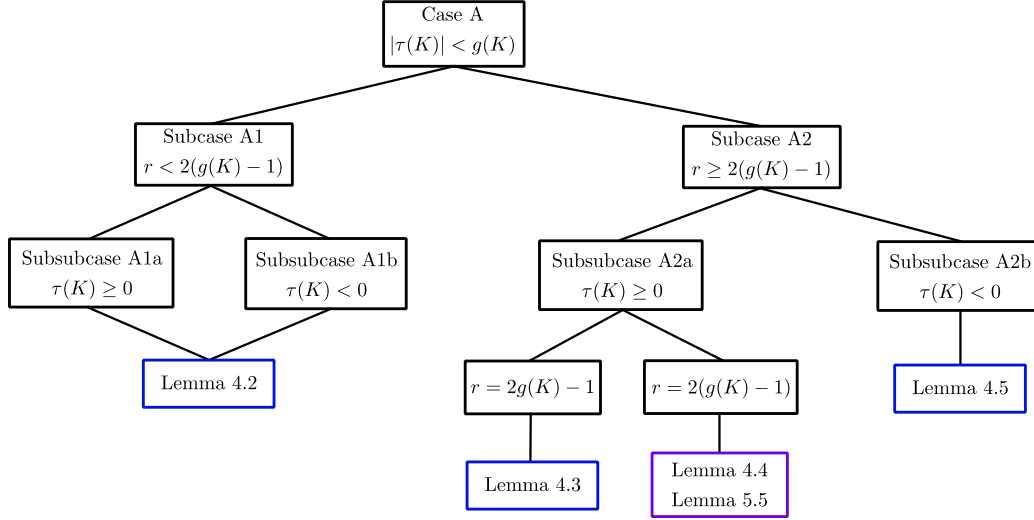 Case A
|τ(K)| < g(K)
Subcase A1
r < 2(g(K) − 1)
Subcase A2
r ≥ 2(g(K) − 1)
Subsubcase A1a
τ(K) ≥ 0
Subsubcase A1b
τ(K) < 0
Subsubcase A2a
τ(K) ≥ 0
Subsubcase A2b
τ(K) < 0
Lemma 4.2
r = 2g(K) − 1
r = 2(g(K) − 1)
Lemma 4.5
Lemma 4.3
Lemma 4.4
Lemma 5.5